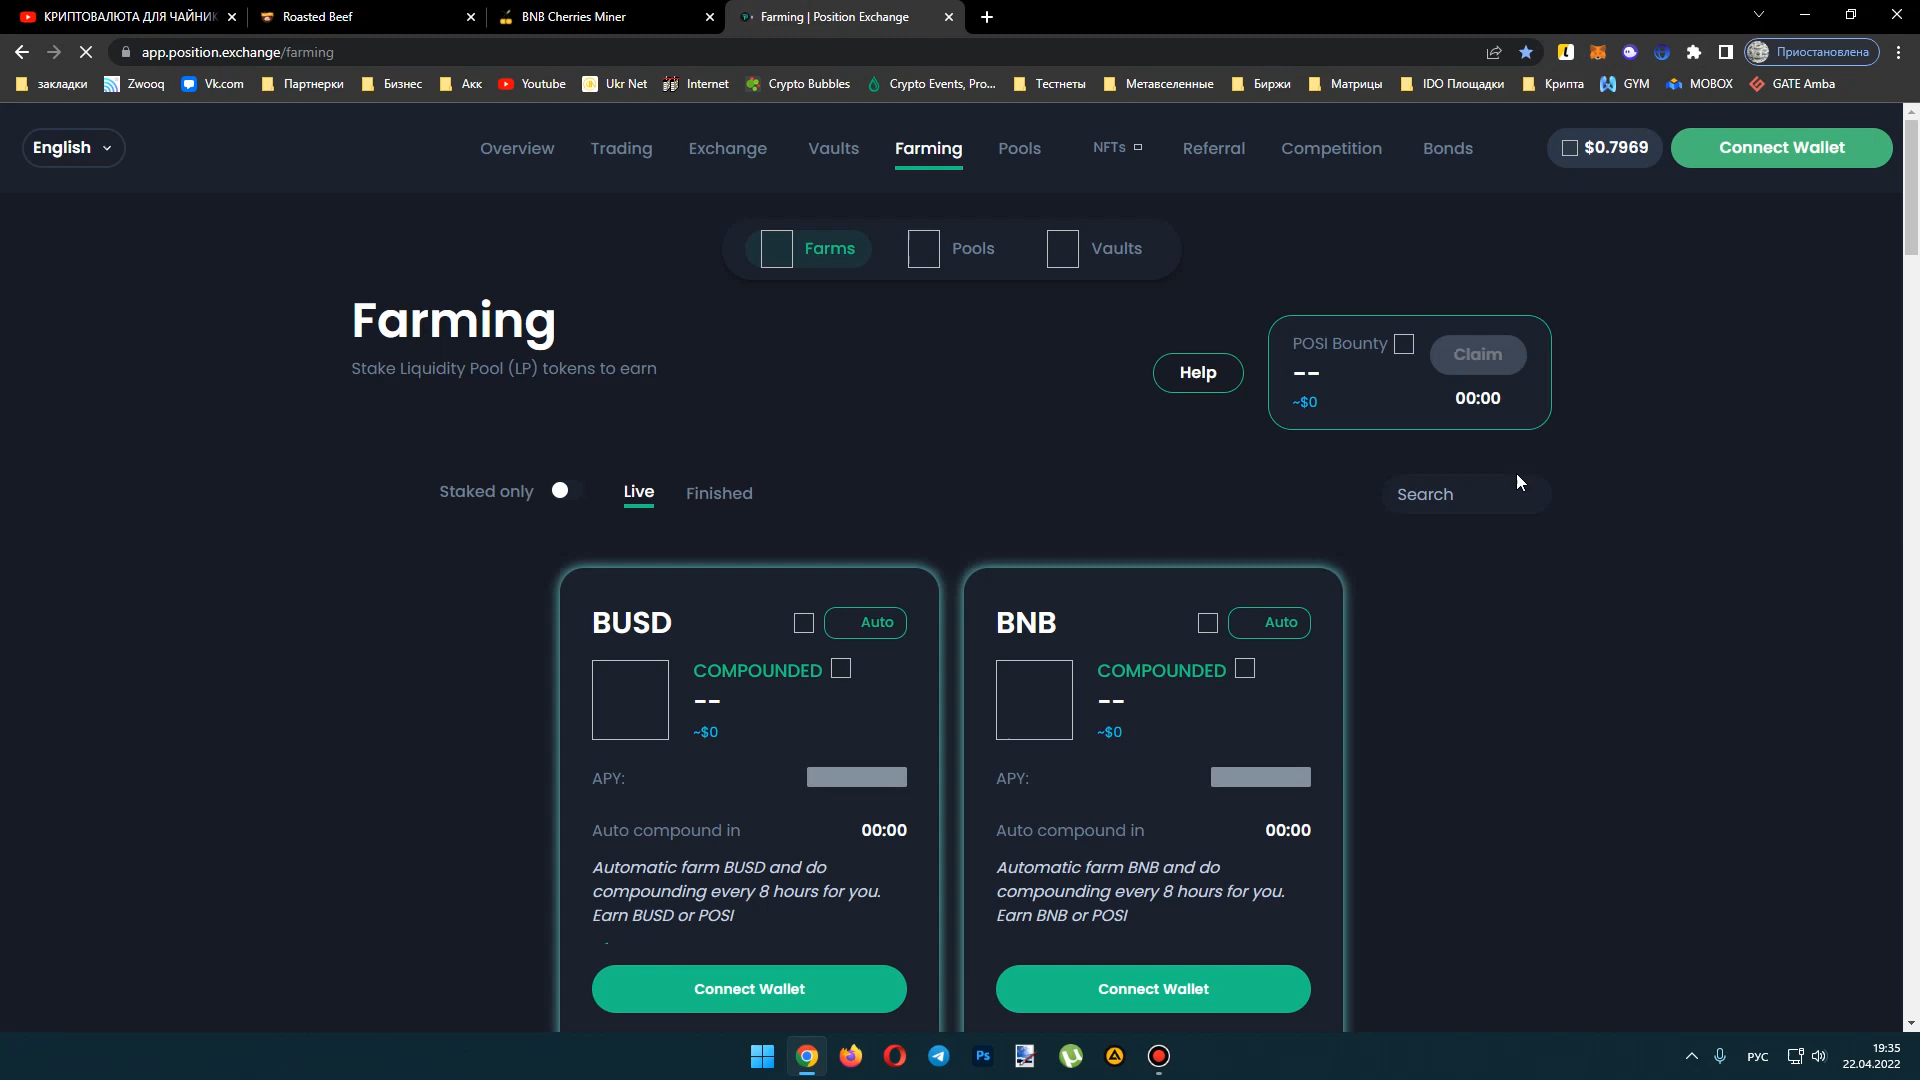 КРИПТОВАЛЮТА ДЛЯ ЧАЙНИК
Roasted Beef
BNB Cherries Miner
Farming | Position Exchange
app.position.exchange/farming
Приостановлена
закладки
Zwooq
Vk.com
Партнерки
Бизнес
Акк
Youtube
Ukr Net
Internet
Crypto Bubbles
Crypto Events, Pro...
Тестнеты
Метавселенные
Биржи
Матрицы
IDO Площадки
Крипта
GYM
MOBOX
GATE Amba
English
Overview
Trading
Exchange
Vaults
Farming
Pools
NFTs
Referral
Competition
Bonds
$0.7969
Connect Wallet
Farms
Pools
Vaults
Farming
Stake Liquidity Pool (LP) tokens to earn
Help
POSI Bounty
--
~$0
Claim
00:00
Staked only
Live
Finished
Search
BUSD
Auto
COMPOUNDED
--
~$0
APY:
Auto compound in
00:00
Automatic farm BUSD and do
compounding every 8 hours for you.
Earn BUSD or POSI
Connect Wallet
BNB
Auto
COMPOUNDED
--
~$0
APY:
Auto compound in
00:00
Automatic farm BNB and do
compounding every 8 hours for you.
Earn BNB or POSI
Connect Wallet
Ps
РУС
19:35
22.04.2022